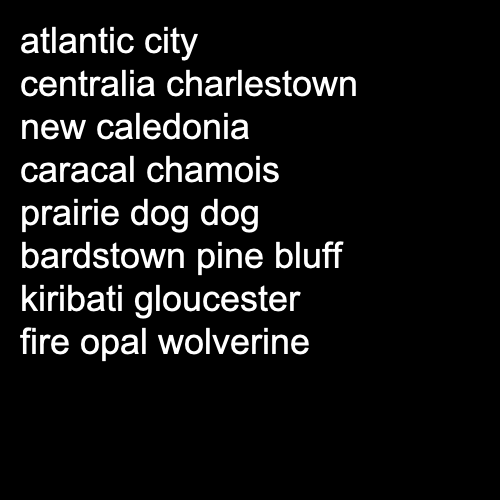 atlantic city
centralia charlestown
new caledonia
caracal chamois
prairie dog dog
bardstown pine bluff
kiribati gloucester
fire opal wolverine